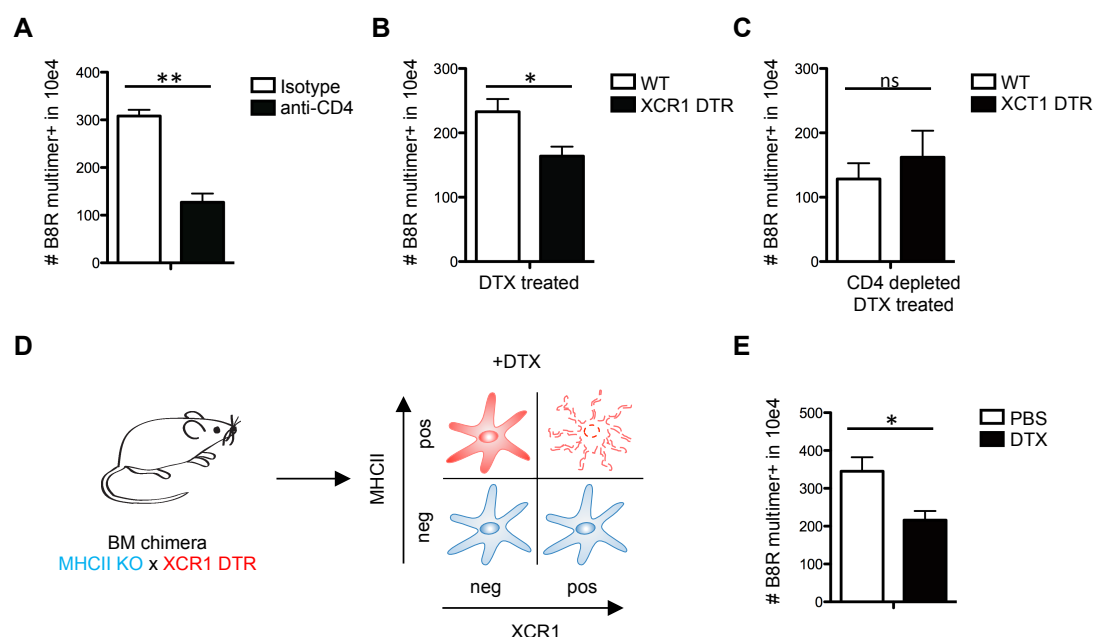 A
# B8R multimer+ in 10e4
400
300
200
100
0
**
Isotype
anti-CD4
B
# B8R multimer+ in 10e4
300
200
100
0
*
WT
XCR1 DTR
DTX treated
C
# B8R multimer+ in 10e4
300
200
100
0
ns
WT
XCT1 DTR
CD4 depleted
DTX treated
D
BM chimera
MHCII KO x XCR1 DTR
+DTX
MHCII
pos
neg
neg
pos
XCR1
E
# B8R multimer+ in 10e4
500
400
300
200
100
0
*
PBS
DTX